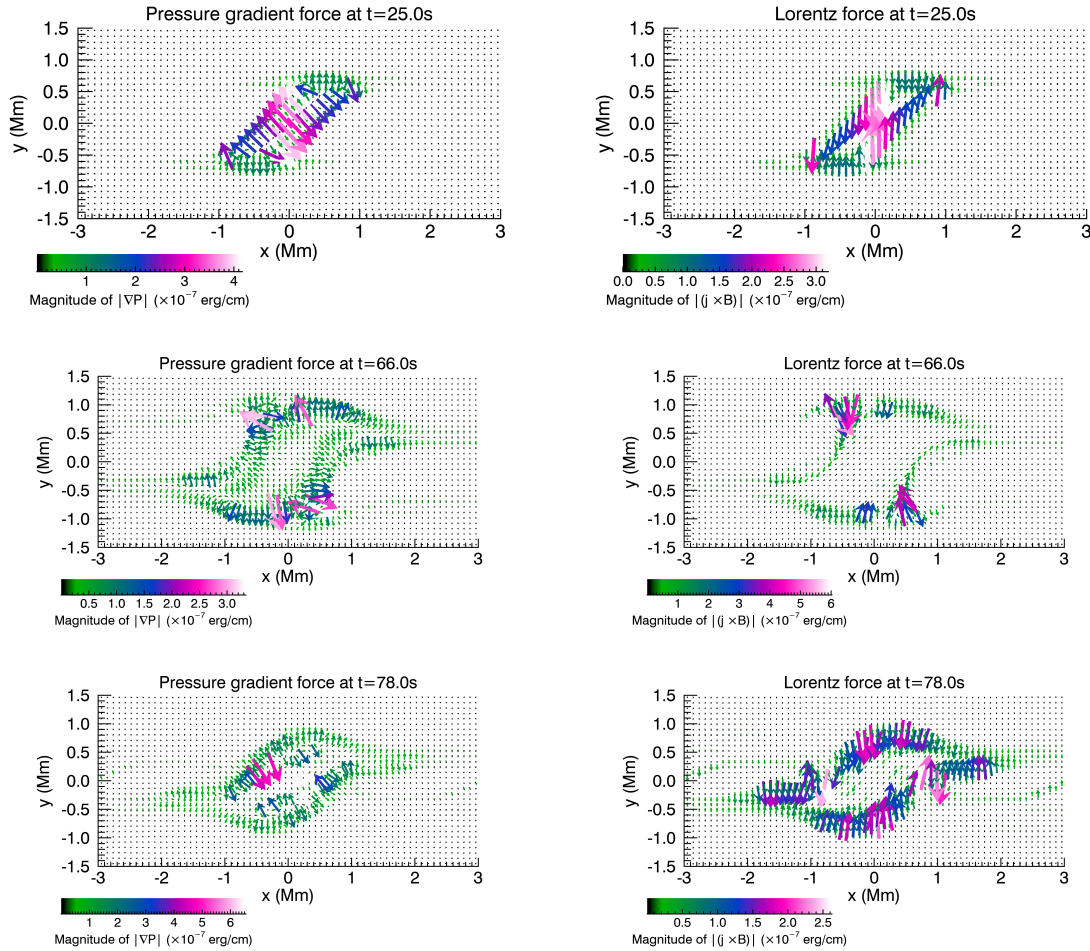 Pressure gradient force at t=25.0s
1.5
1.0
0.5
0.0
-0.5
-1.0
-1.5
y (Mm)
-3 -2 -1 0 1 2 3
x (Mm)
1 2 3 4
Magnitude of |∇P| (×10⁻⁷ erg/cm)
Lorentz force at t=25.0s
1.5
1.0
0.5
0.0
-0.5
-1.0
-1.5
y (Mm)
-3 -2 -1 0 1 2 3
x (Mm)
0.0 0.5 1.0 1.5 2.0 2.5 3.0
Magnitude of |(j ×B)| (×10⁻⁷ erg/cm)
Pressure gradient force at t=66.0s
1.5
1.0
0.5
0.0
-0.5
-1.0
-1.5
y (Mm)
-3 -2 -1 0 1 2 3
x (Mm)
0.5 1.0 1.5 2.0 2.5 3.0
Magnitude of |∇P| (×10⁻⁷ erg/cm)
Lorentz force at t=66.0s
1.5
1.0
0.5
0.0
-0.5
-1.0
-1.5
y (Mm)
-3 -2 -1 0 1 2 3
x (Mm)
1 2 3 4 5 6
Magnitude of |(j ×B)| (×10⁻⁷ erg/cm)
Pressure gradient force at t=78.0s
1.5
1.0
0.5
0.0
-0.5
-1.0
-1.5
y (Mm)
-3 -2 -1 0 1 2 3
x (Mm)
1 2 3 4 5 6
Magnitude of |∇P| (×10⁻⁷ erg/cm)
Lorentz force at t=78.0s
1.5
1.0
0.5
0.0
-0.5
-1.0
-1.5
y (Mm)
-3 -2 -1 0 1 2 3
x (Mm)
0.5 1.0 1.5 2.0 2.5
Magnitude of |(j ×B)| (×10⁻⁷ erg/cm)